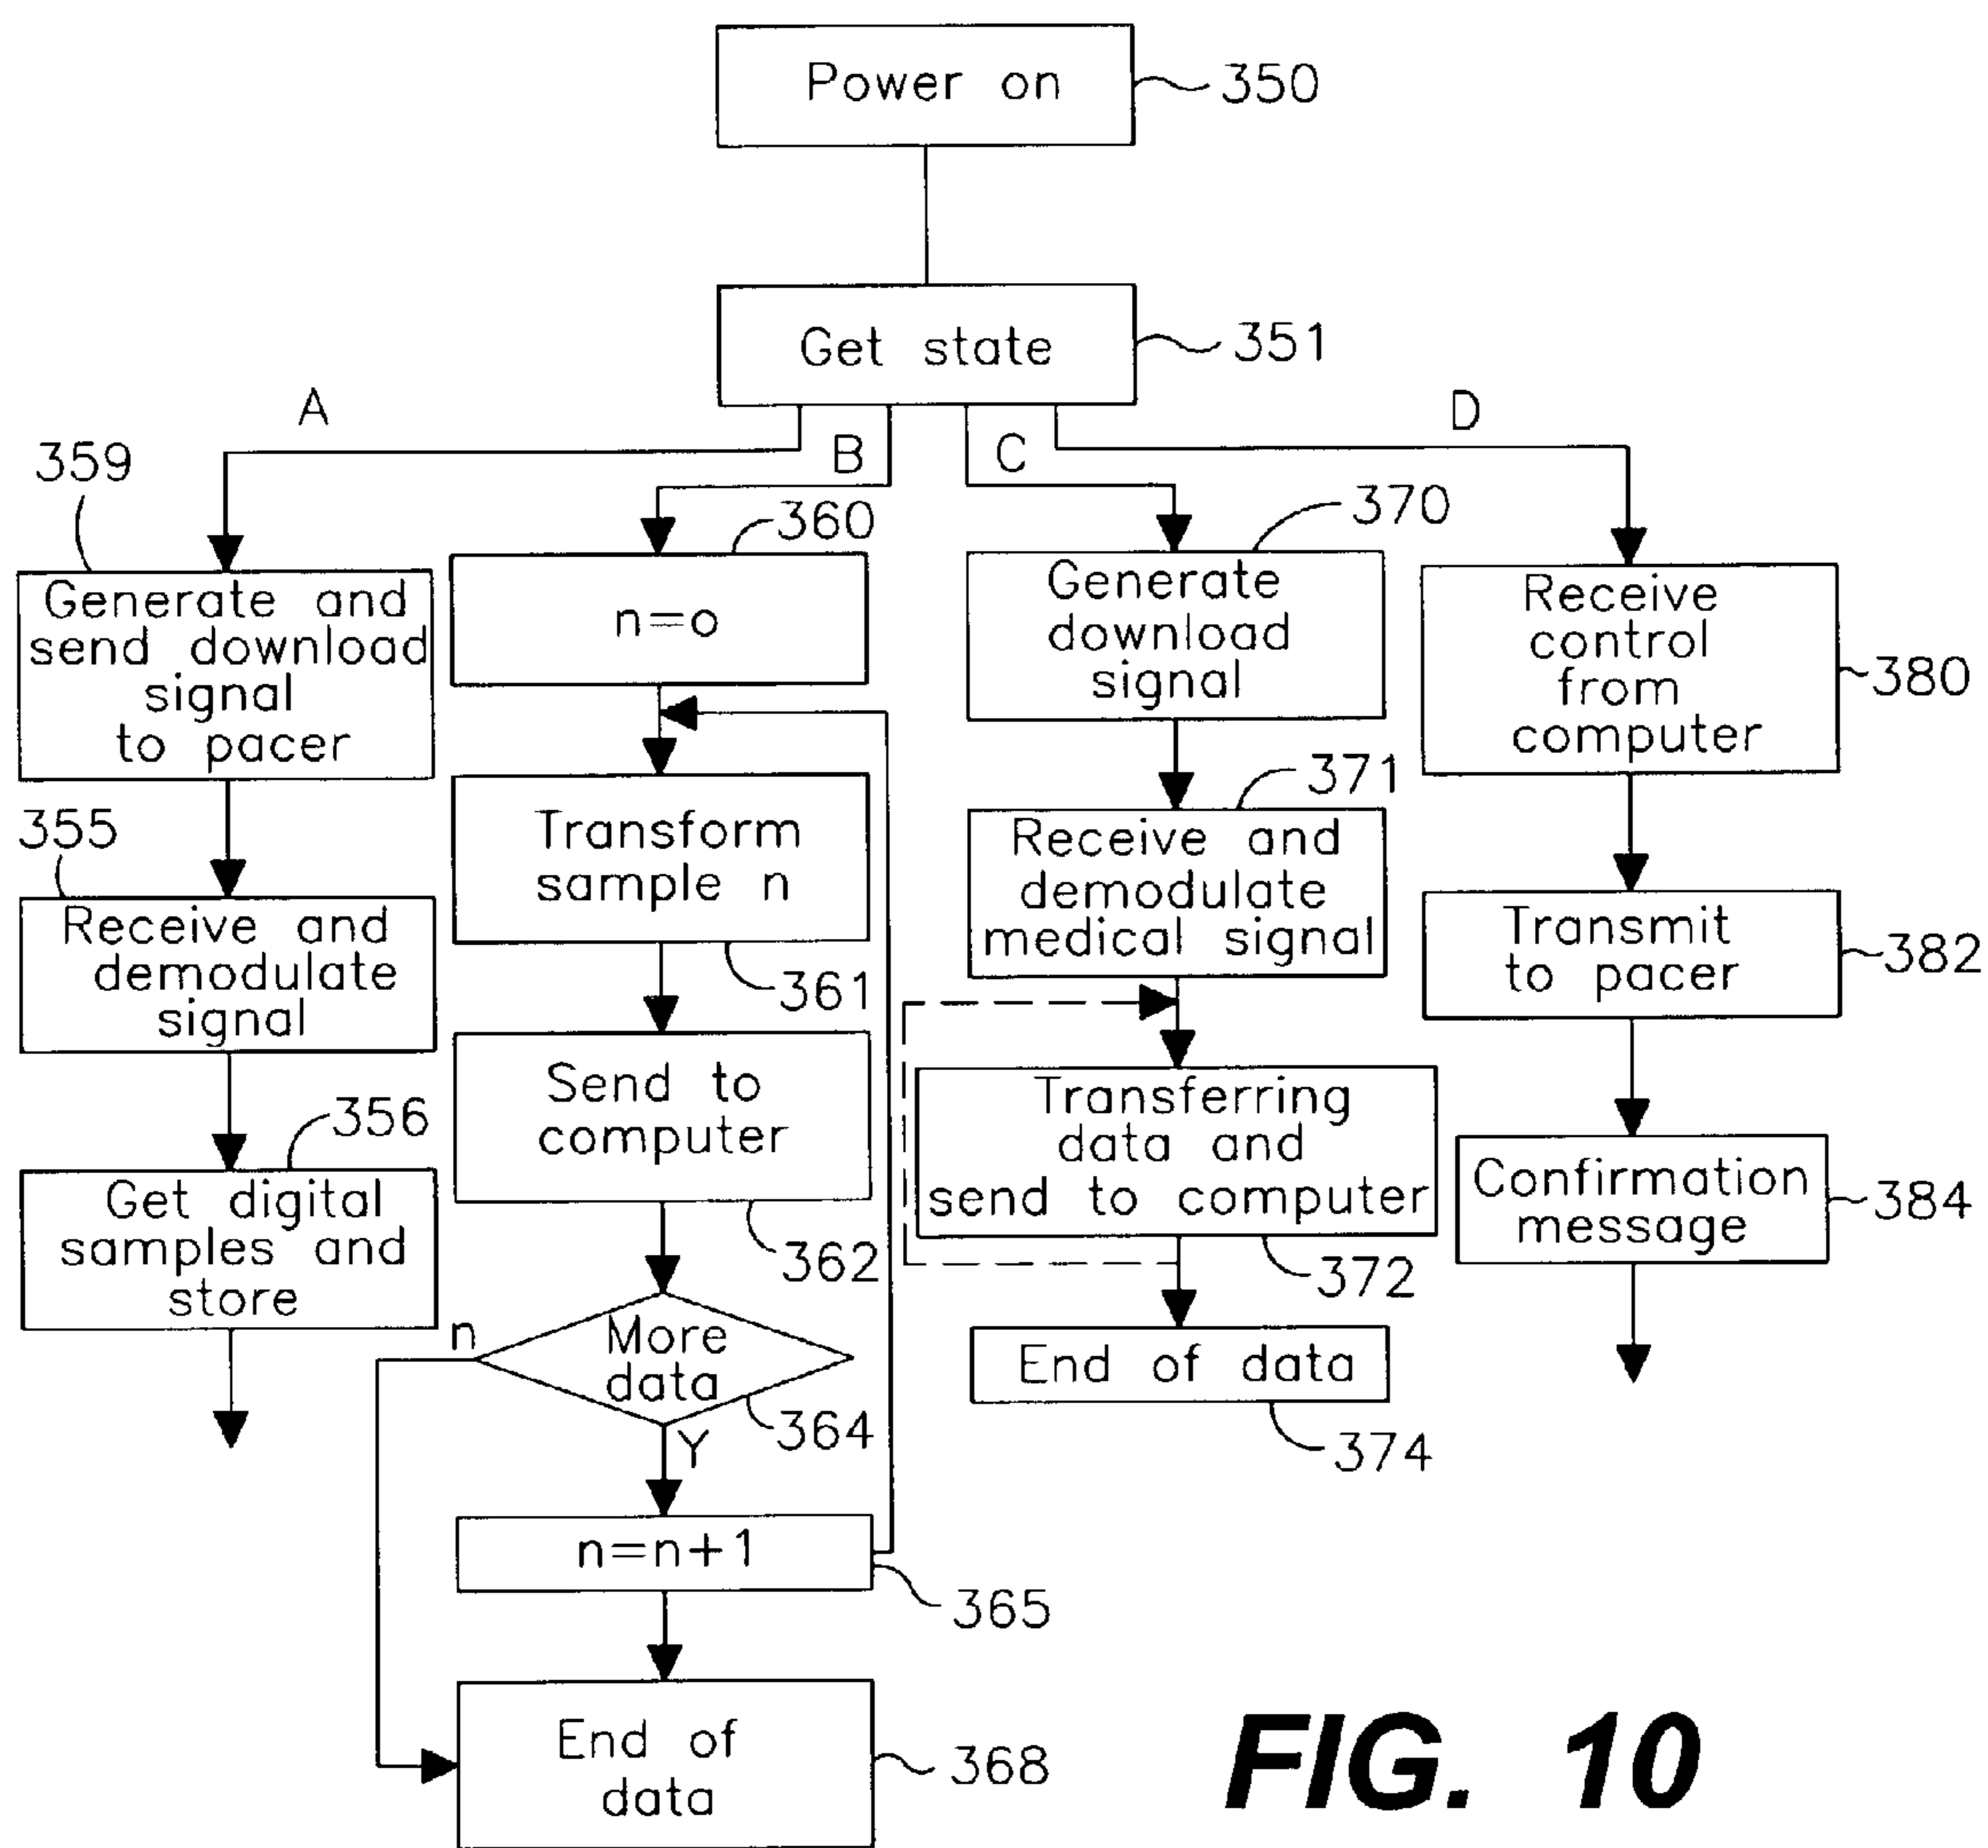 Power on
350
Get state
351
A
B
C
D
359
Generate and
send download
signal
to pacer
355
Receive and
demodulate
signal
356
Get digital
samples and
store
360
n=o
Transform
sample n
361
Send to
computer
362
More
data
n
Y
364
n=n+1
365
End of
data
368
370
Generate
download
signal
371
Receive and
demodulate
medical signal
Transferring
data and
send to computer
372
End of data
374
Receive
control
from
computer
380
Transmit
to pacer
382
Confirmation
message
384
FIG. 10